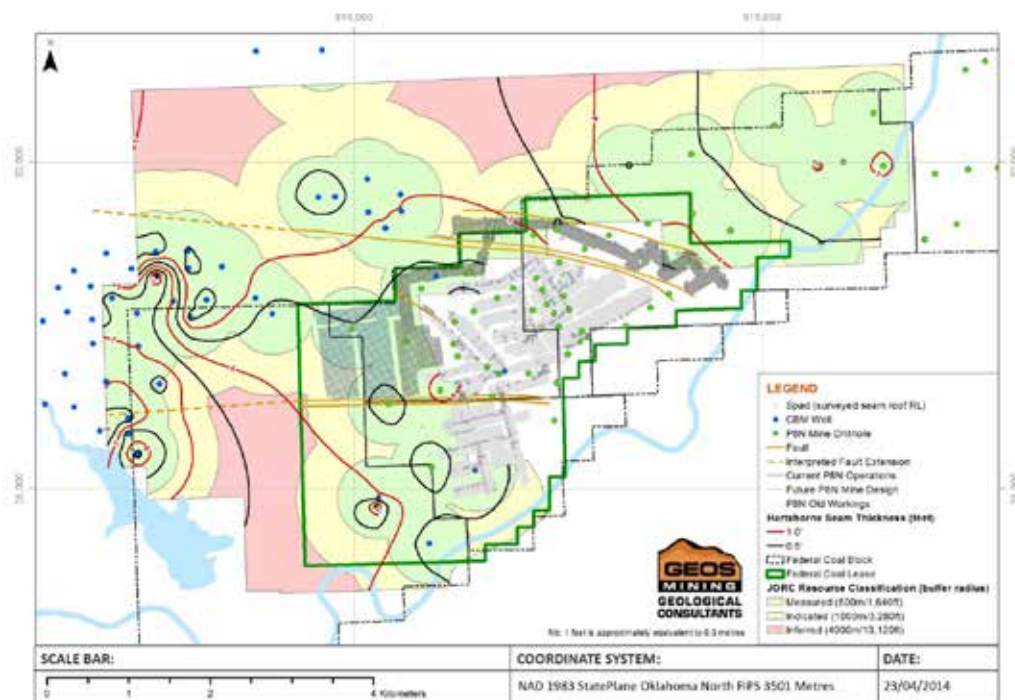 LEGEND
Spad (surveyed seam roof RL)
CBM Well
PBN Mine Drillhole
Fault
Interpreted Fault Extension
Current PBN Operations
Future PBN Mine Design
PBN Old Workings
Hartshorne Seam Thickness (feet)
1.0'
0.5'
Federal Coal Block
Federal Coal Lease
JORC Resource Classification (buffer radius)
Measured (500m/1,640ft)
Indicated (1000m/3,280ft)
Inferred (4000m/13,120ft)
GEOS
MINING
GEOLOGICAL
CONSULTANTS
Nb: 1 feet is approximately equivalent to 0.3 metres
SCALE BAR:
COORDINATE SYSTEM:
DATE:
0 1 2 4 Kilometers
NAD 1983 StatePlane Oklahoma North FIPS 3501 Metres
23/04/2014